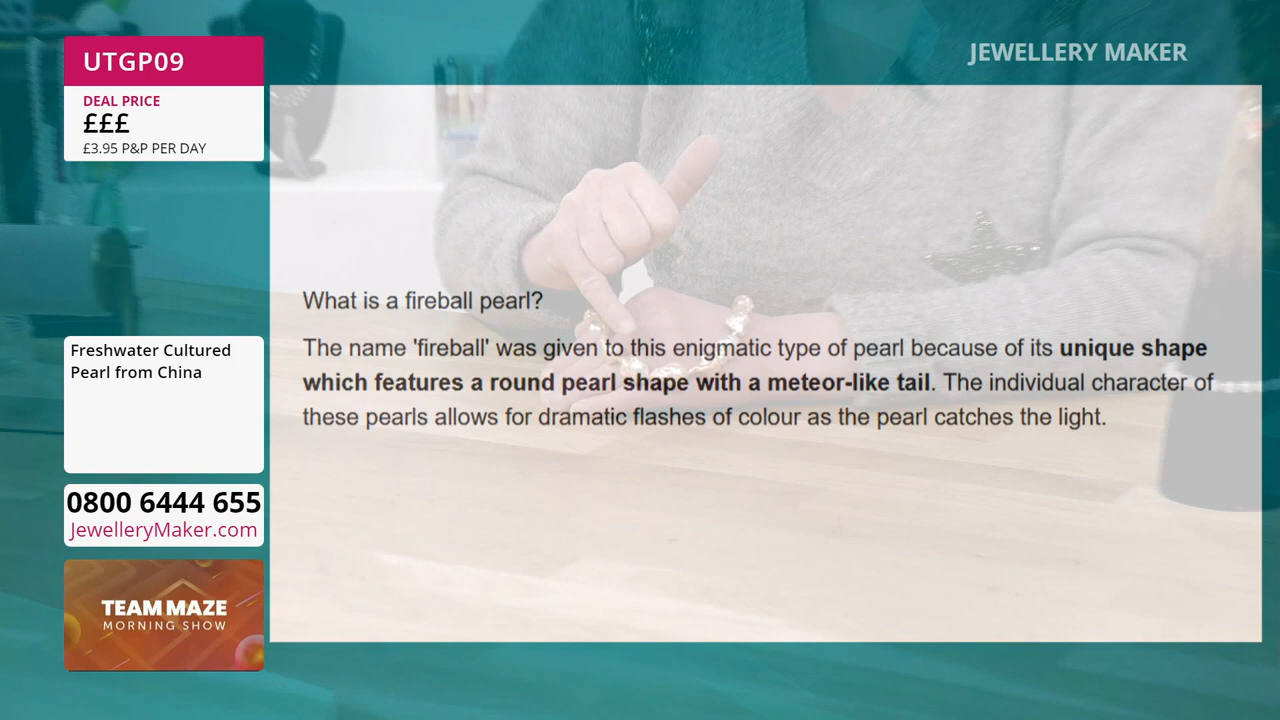 UTGP09
DEAL PRICE
£££
£3.95 P&P PER DAY
JEWELLERY MAKER
What is a fireball pearl?
The name 'fireball' was given to this enigmatic type of pearl because of its unique shape
which features a round pearl shape with a meteor-like tail. The individual character of
these pearls allows for dramatic flashes of colour as the pearl catches the light.
Freshwater Cultured
Pearl from China
0800 6444 655
JewelleryMaker.com
TEAM MAZE
MORNING SHOW